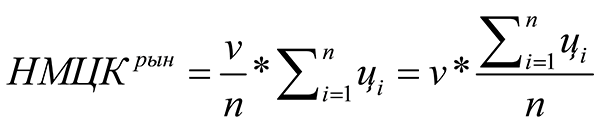 НМЦК^рын = v/n * ∑_{i=1}^{n} ц_i = v * (∑_{i=1}^{n} ц_i)/n